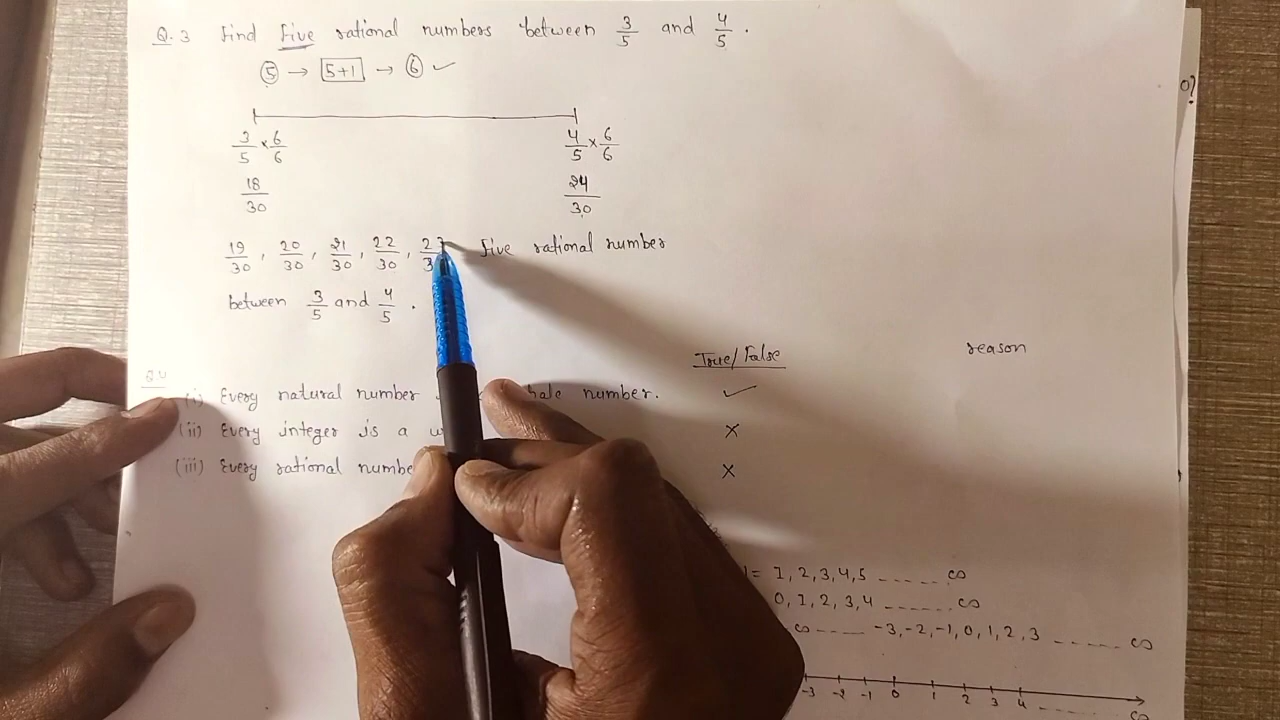 Q.3 Find Five rational numbers between 3/5 and 4/5 .
5 → 5+1 → 6 ✓
3/5 × 6/6 4/5 × 6/6
18/30 24/30
19/30 , 20/30 , 21/30 , 22/30 , Five rational number
between 3/5 and 4/5 .
True/False reason
Q.4
(i) Every natural number number. ✓
(ii) Every integer is a ×
(iii) Every rational ×
= 1, 2, 3, 4, 5 ------ ∞
0, 1, 2, 3, 4 ------ ∞
∞ ------ -3, -2, -1, 0, 1, 2, 3 ------ ∞
-3 -2 -1 0 1 2 3 4 ------ ∞
0?